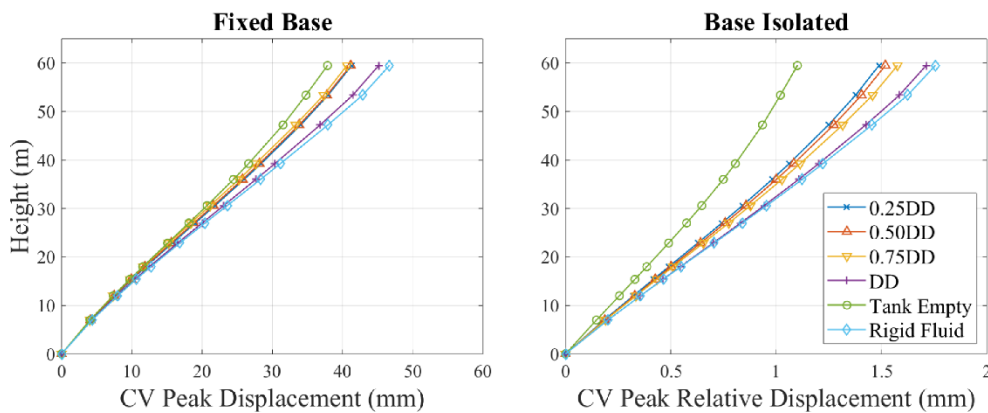 Fixed Base
Base Isolated
Height (m)
60
50
40
30
20
10
0
0 10 20 30 40 50 60
CV Peak Displacement (mm)
60
50
40
30
20
10
0
0 0.5 1 1.5 2
CV Peak Relative Displacement (mm)
0.25DD
0.50DD
0.75DD
DD
Tank Empty
Rigid Fluid